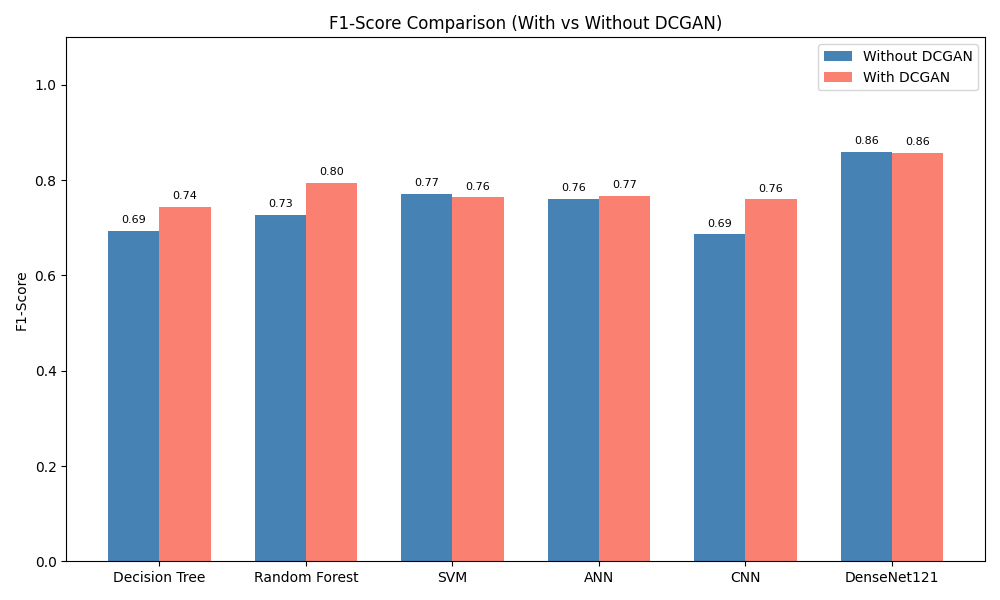 F1-Score Comparison (With vs Without DCGAN)
Without DCGAN
With DCGAN
F1-Score
1.0
0.8
0.6
0.4
0.2
0.0
0.69
0.74
0.73
0.80
0.77
0.76
0.76
0.77
0.69
0.76
0.86
0.86
Decision Tree
Random Forest
SVM
ANN
CNN
DenseNet121